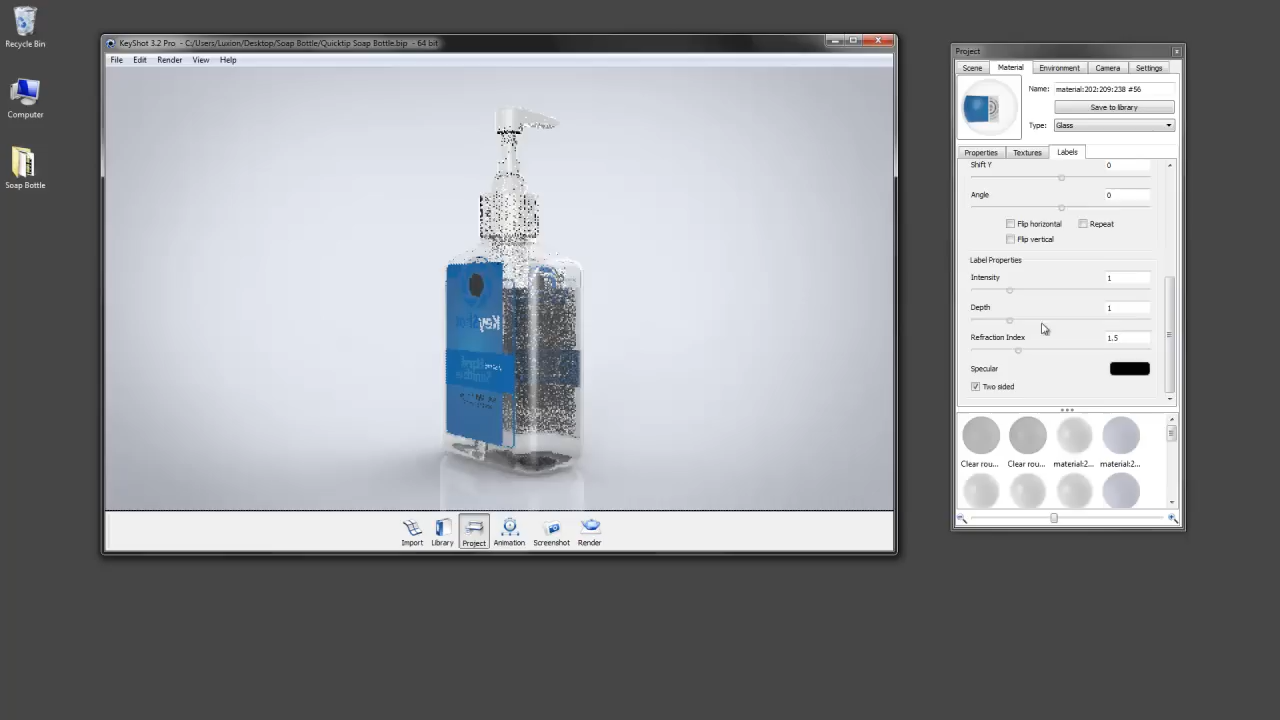 Recycle Bin
Computer
Soap Bottle
KeyShot 3.2 Pro - C:/Users/Luxion/Desktop/Soap Bottle/Quicktip Soap Bottle.bip - 64 bit
File Edit Render View Help
Import Library Project Animation Screenshot Render
Project
Scene Material Environment Camera Settings
Name: material:202:209:238 #56
Save to library
Type: Glass
Properties Textures Labels
Shift Y 0
Angle 0
Flip horizontal Repeat
Flip vertical
Label Properties
Intensity 1
Depth 1
Refraction Index 1.5
Specular
Two sided
Clear rou... Clear rou... material:2... material:2...